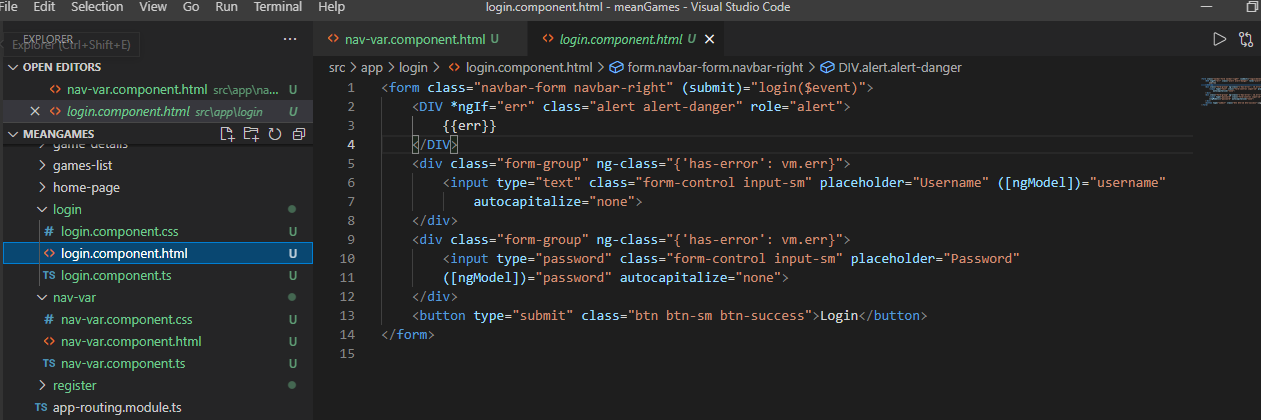 File Edit Selection View Go Run Terminal Help login.component.html - meanGames - Visual Studio Code
EXPLORER
Explorer (Ctrl+Shift+E)
OPEN EDITORS
nav-var.component.html src\app\na... U
login.component.html src\app\login U
MEANGAMES
game-details
games-list
home-page
login
# login.component.css U
login.component.html U
TS login.component.ts U
nav-var
# nav-var.component.css U
nav-var.component.html U
TS nav-var.component.ts U
register
TS app-routing.module.ts
nav-var.component.html U login.component.html U
src > app > login > login.component.html > form.navbar-form.navbar-right > DIV.alert.alert-danger
1 <form class="navbar-form navbar-right" (submit)="login($event)">
2 <DIV *ngIf="err" class="alert alert-danger" role="alert">
3 {{err}}
4 </DIV>
5 <div class="form-group" ng-class="{'has-error': vm.err}">
6 <input type="text" class="form-control input-sm" placeholder="Username" ([ngModel])="username"
7 autocapitalize="none">
8 </div>
9 <div class="form-group" ng-class="{'has-error': vm.err}">
10 <input type="password" class="form-control input-sm" placeholder="Password"
11 ([ngModel])="password" autocapitalize="none">
12 </div>
13 <button type="submit" class="btn btn-sm btn-success">Login</button>
14 </form>
15